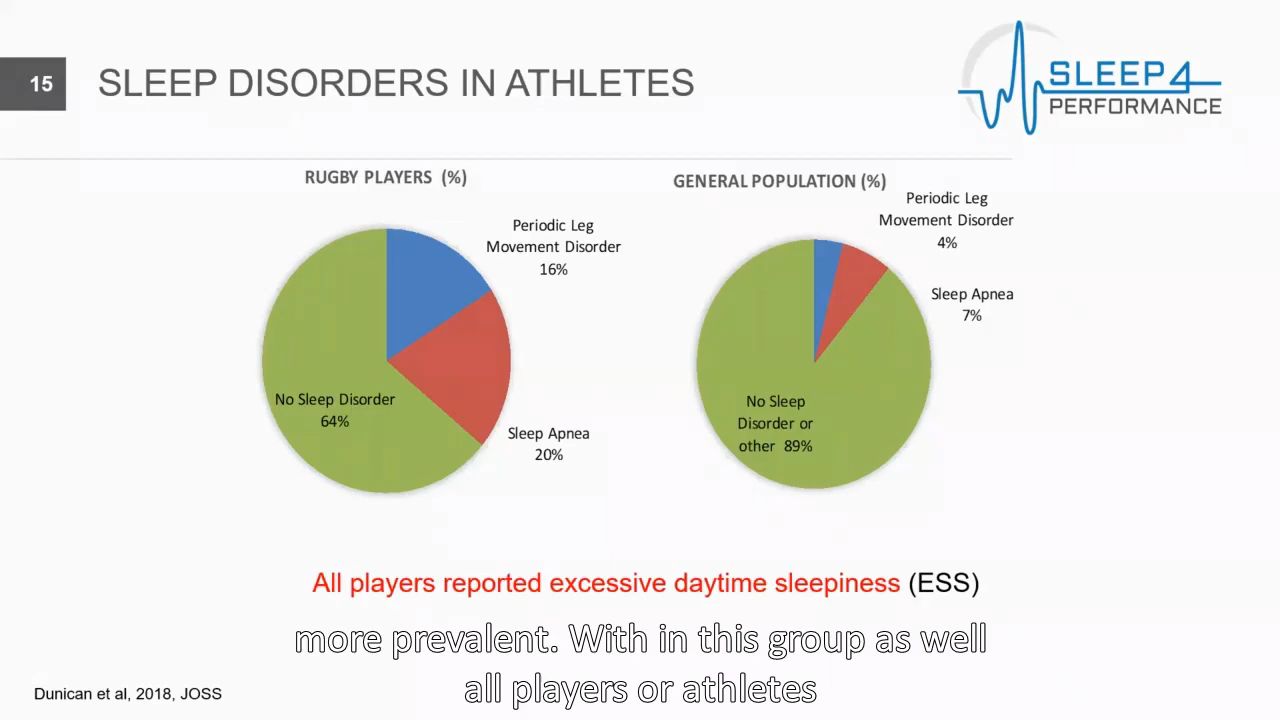 15
SLEEP DISORDERS IN ATHLETES
SLEEP4
PERFORMANCE
RUGBY PLAYERS (%)
Periodic Leg
Movement Disorder
16%
No Sleep Disorder
64%
Sleep Apnea
20%
GENERAL POPULATION (%)
Periodic Leg
Movement Disorder
4%
Sleep Apnea
7%
No Sleep
Disorder or
other 89%
All players reported excessive daytime sleepiness (ESS)
more prevalent. With in this group as well
all players or athletes
Dunican et al, 2018, JOSS